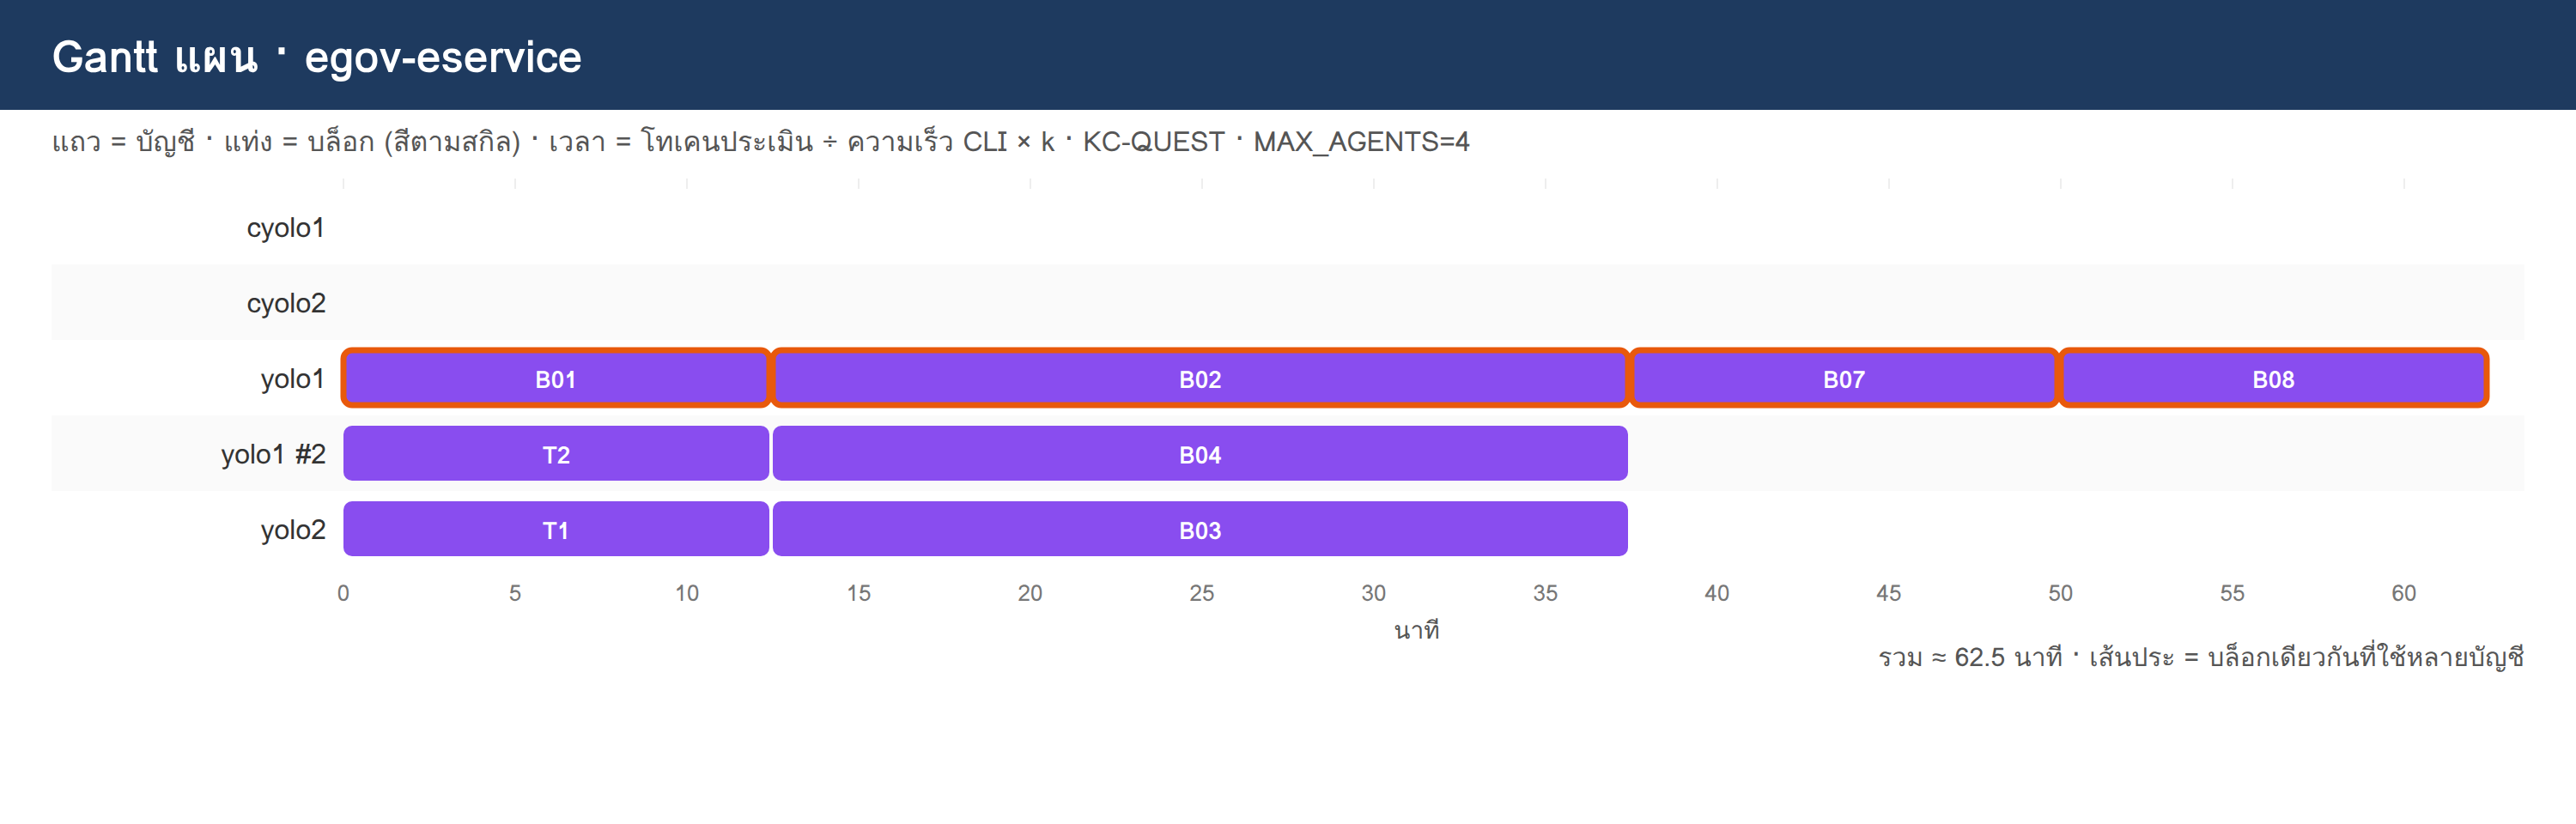 Gantt แผน · egov-eservice
แถว = บัญชี · แท่ง = บล็อก (สีตามสกิล) · เวลา = โทเคนประเมิน ÷ ความเร็ว CLI × k · KC-QUEST · MAX_AGENTS=4
cyolo1
cyolo2
yolo1 B01 B02 B07 B08
yolo1 #2 T2 B04
yolo2 T1 B03
0 5 10 15 20 25 30 35 40 45 50 55 60
นาที
รวม ≈ 62.5 นาที · เส้นประ = บล็อกเดียวกันที่ใช้หลายบัญชี